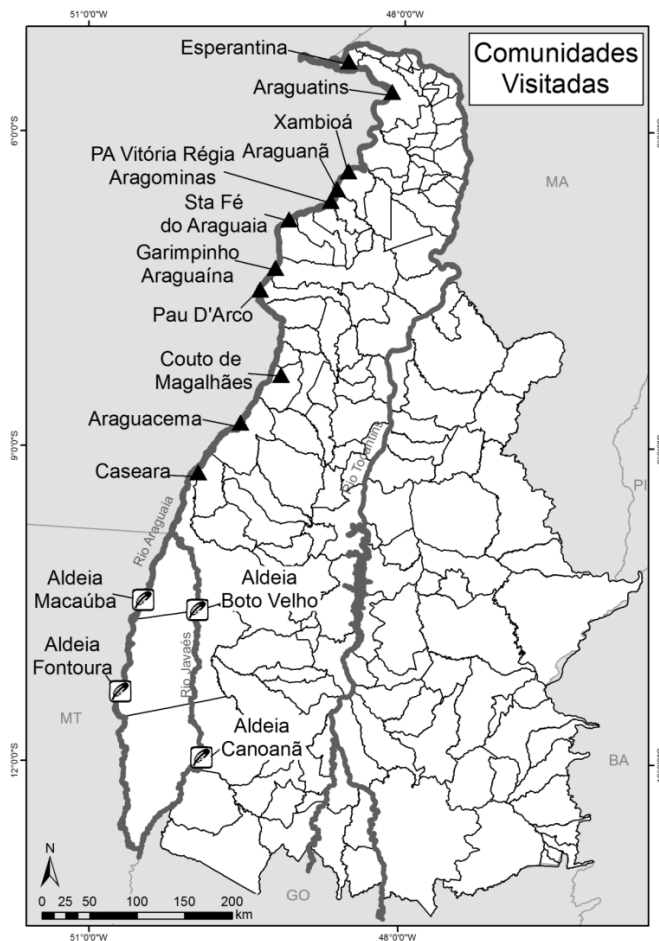 51°0'0"W
48°0'0"W
Comunidades
Visitadas
Esperantina
Araguatins
6°0'0"S
Xambioá
PA Vitória Régia
Aragominas
Araguanã
MA
Sta Fé
do Araguaia
Garimpinho
Araguaína
Pau D'Arco
Couto de
Magalhães
Araguacema
9°0'0"S
Rio Tocantins
Caseara
PI
Rio Araguaia
Aldeia
Macaúba
Aldeia
Boto Velho
Aldeia
Fontoura
Rio Javaés
MT
Aldeia
Canoanã
12°0'0"S
BA
N
GO
0 25 50 100 150 200
km
51°0'0"W
48°0'0"W